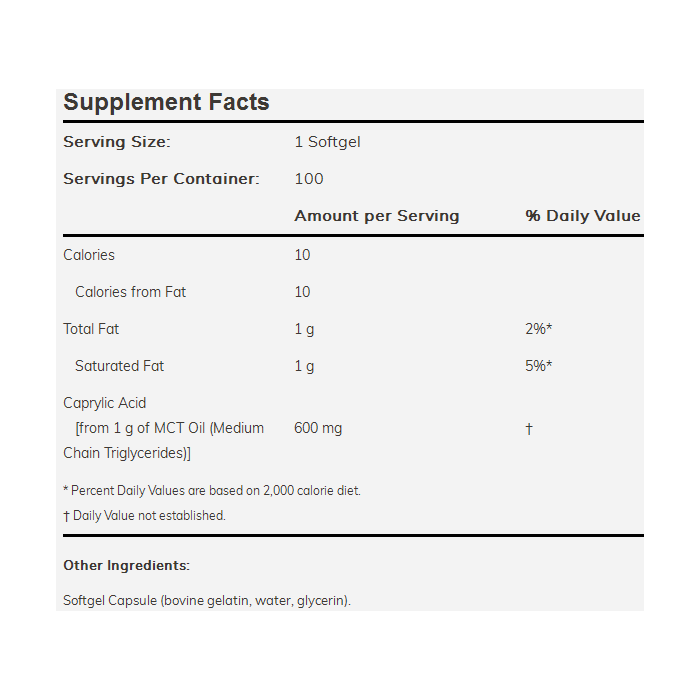 Supplement Facts
Serving Size: 1 Softgel
Servings Per Container: 100
Amount per Serving % Daily Value
Calories 10
Calories from Fat 10
Total Fat 1 g 2%*
Saturated Fat 1 g 5%*
Caprylic Acid
[from 1 g of MCT Oil (Medium 600 mg †
Chain Triglycerides)]
* Percent Daily Values are based on 2,000 calorie diet.
† Daily Value not established.
Other Ingredients:
Softgel Capsule (bovine gelatin, water, glycerin).